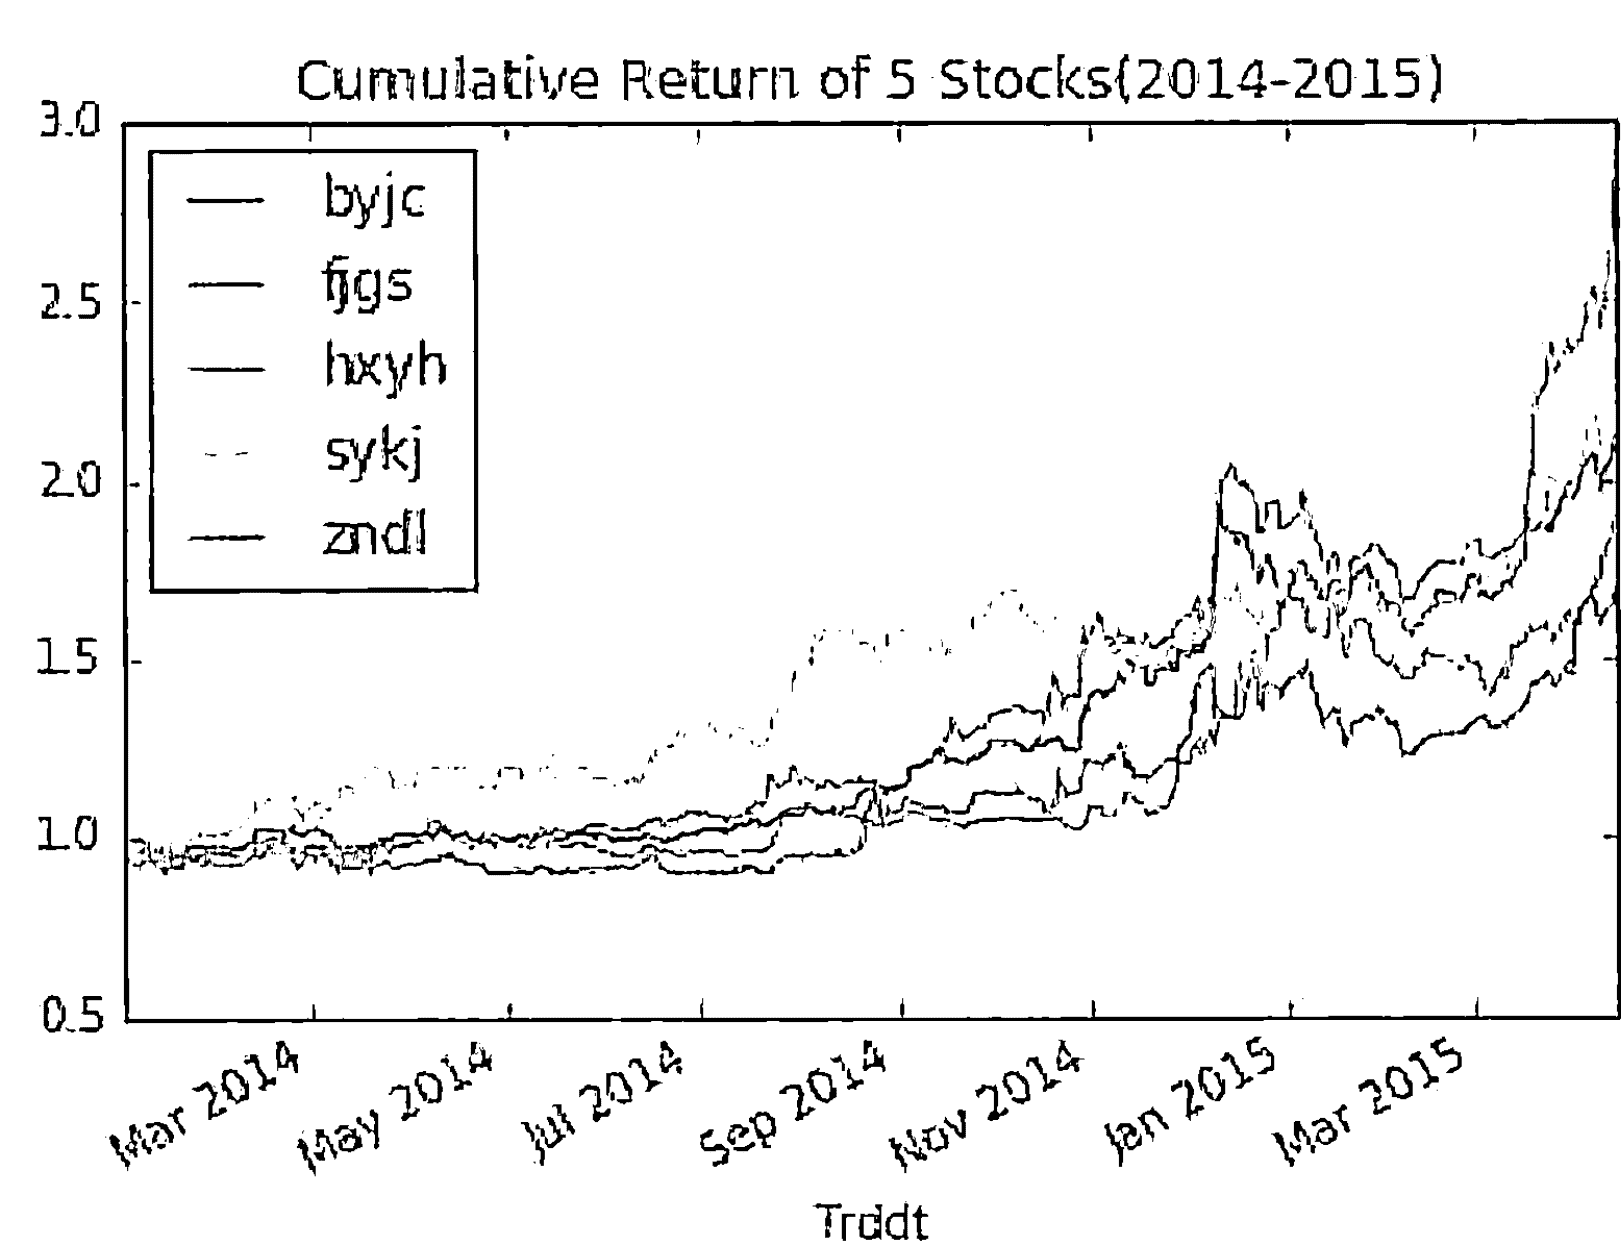 Cumulative Return of 5 Stocks(2014-2015)
3.0
2.5
2.0
1.5
1.0
0.5
byjc
fjgs
hxyh
sykj
zndl
Mar 2014
May 2014
Jul 2014
Sep 2014
Nov 2014
Jan 2015
Mar 2015
Trddt